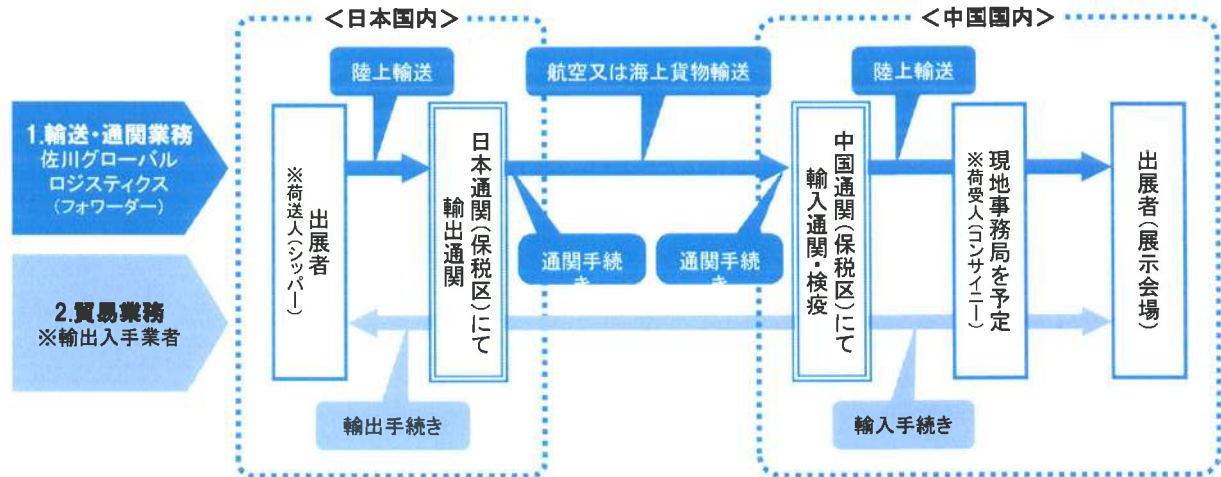 <日本国内>
<中国国内>
陸上輸送
航空又は海上貨物輸送
陸上輸送
1.輸送・通関業務
佐川グローバル
ロジスティクス
(フォワーダー)
出展者
※荷送人(シッパー)
日本通関(保税区)にて
輸出通関
中国通関(保税区)にて
輸入通関・検疫
現地事務局を予定
※荷受人(コンサイニー)
出展者(展示会場)
通関手続
き
通関手続
き
2.貿易業務
※輸出入手業者
輸出手続き
輸入手続き